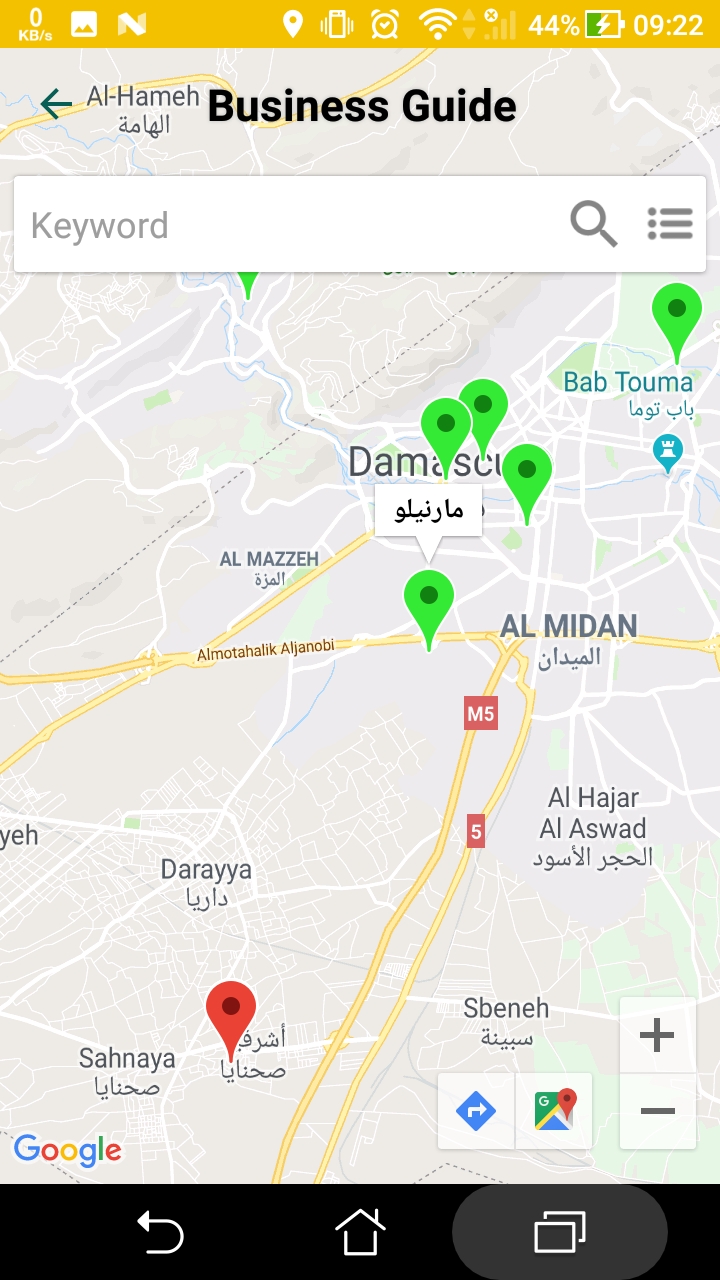 0
KB/s
44%
09:22
Al-Hameh
الهامة
Business Guide
Keyword
Bab Touma
باب توما
مارنيلو
AL MAZZEH
المزة
Almotahalik Aljanobi
AL MIDAN
الميدان
M5
Al Hajar
Al Aswad
الحجر الأسود
5
yeh
Darayya
داريا
Sbeneh
سبينة
Sahnaya
صحنايا
صحنايا
Google